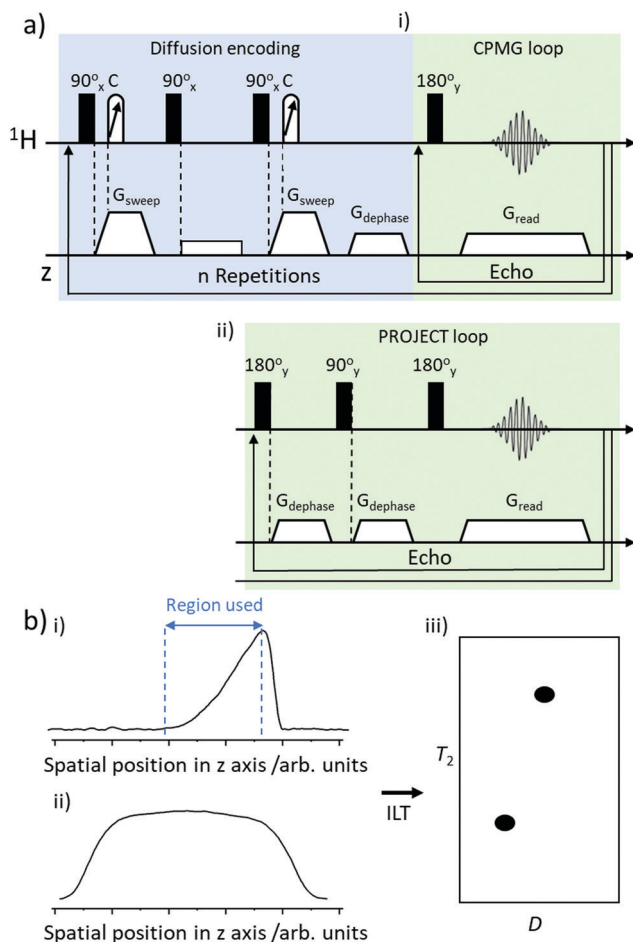 a)
Diffusion encoding
i)
CPMG loop
90°x C 90°x 90°x C 180°y
1H
Gsweep Gsweep Gdephase Gread
z
n Repetitions
Echo
ii)
PROJECT loop
180°y 90°y 180°y
Gdephase Gdephase Gread
Echo
b)
i)
Region used
Spatial position in z axis /arb. units
ii)
Spatial position in z axis /arb. units
ILT
iii)
T2
D